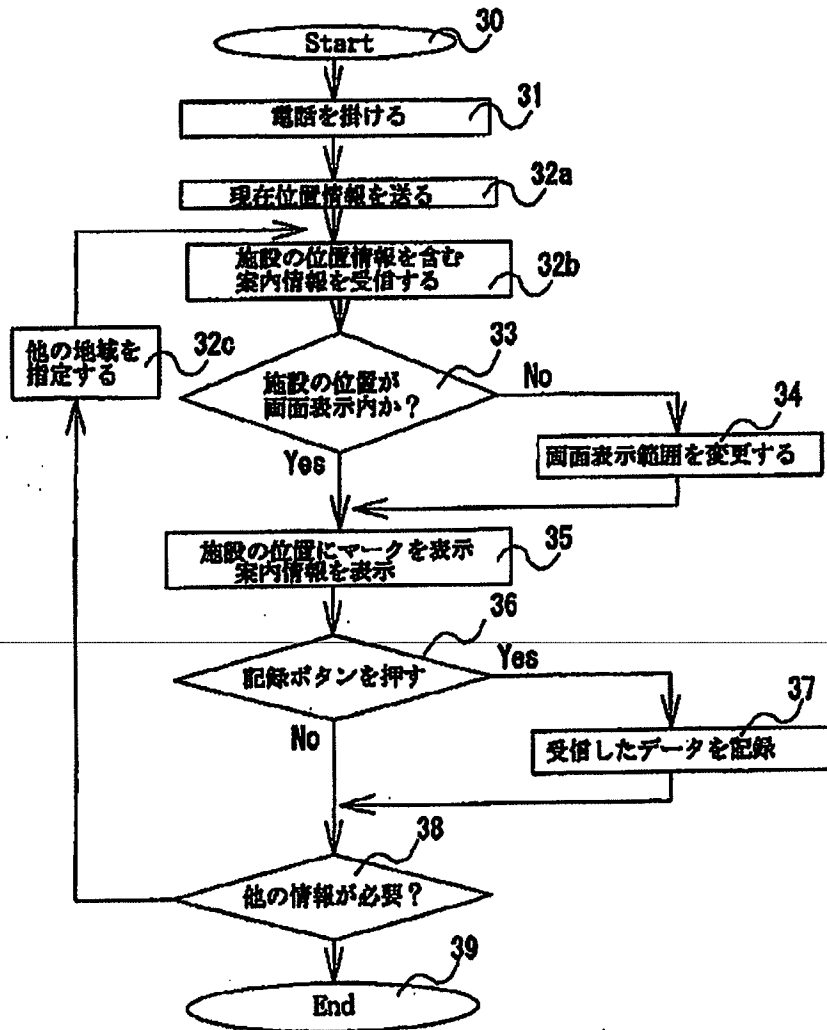 30
Start
31
電話を掛ける
32a
現在位置情報を送る
施設の位置情報を含む
案内情報を受信する
32b
他の地域を
指定する
32c
33
施設の位置が
画面表示内か?
No
34
画面表示範囲を変更する
Yes
施設の位置にマークを表示
案内情報を表示
35
36
記録ボタンを押す
Yes
37
受信したデータを記録
No
38
他の情報が必要?
39
End